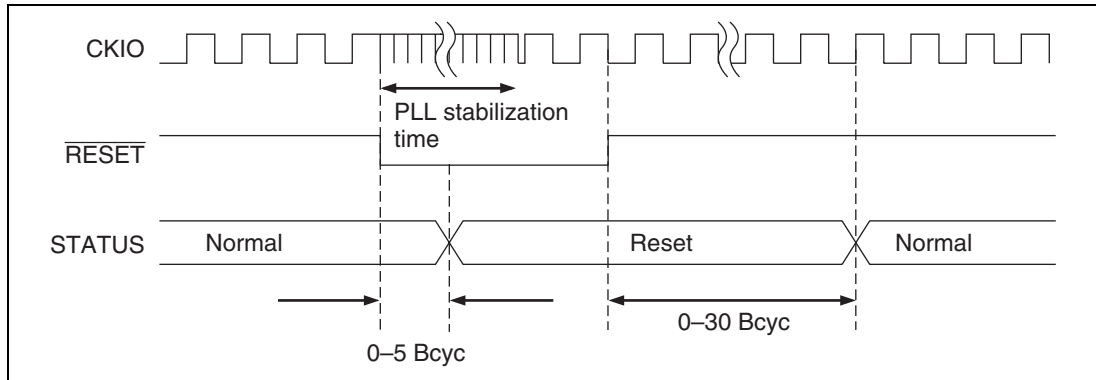 CKIO
PLL stabilization
time
RESET
STATUS
Normal
Reset
Normal
0–5 Bcyc
0–30 Bcyc